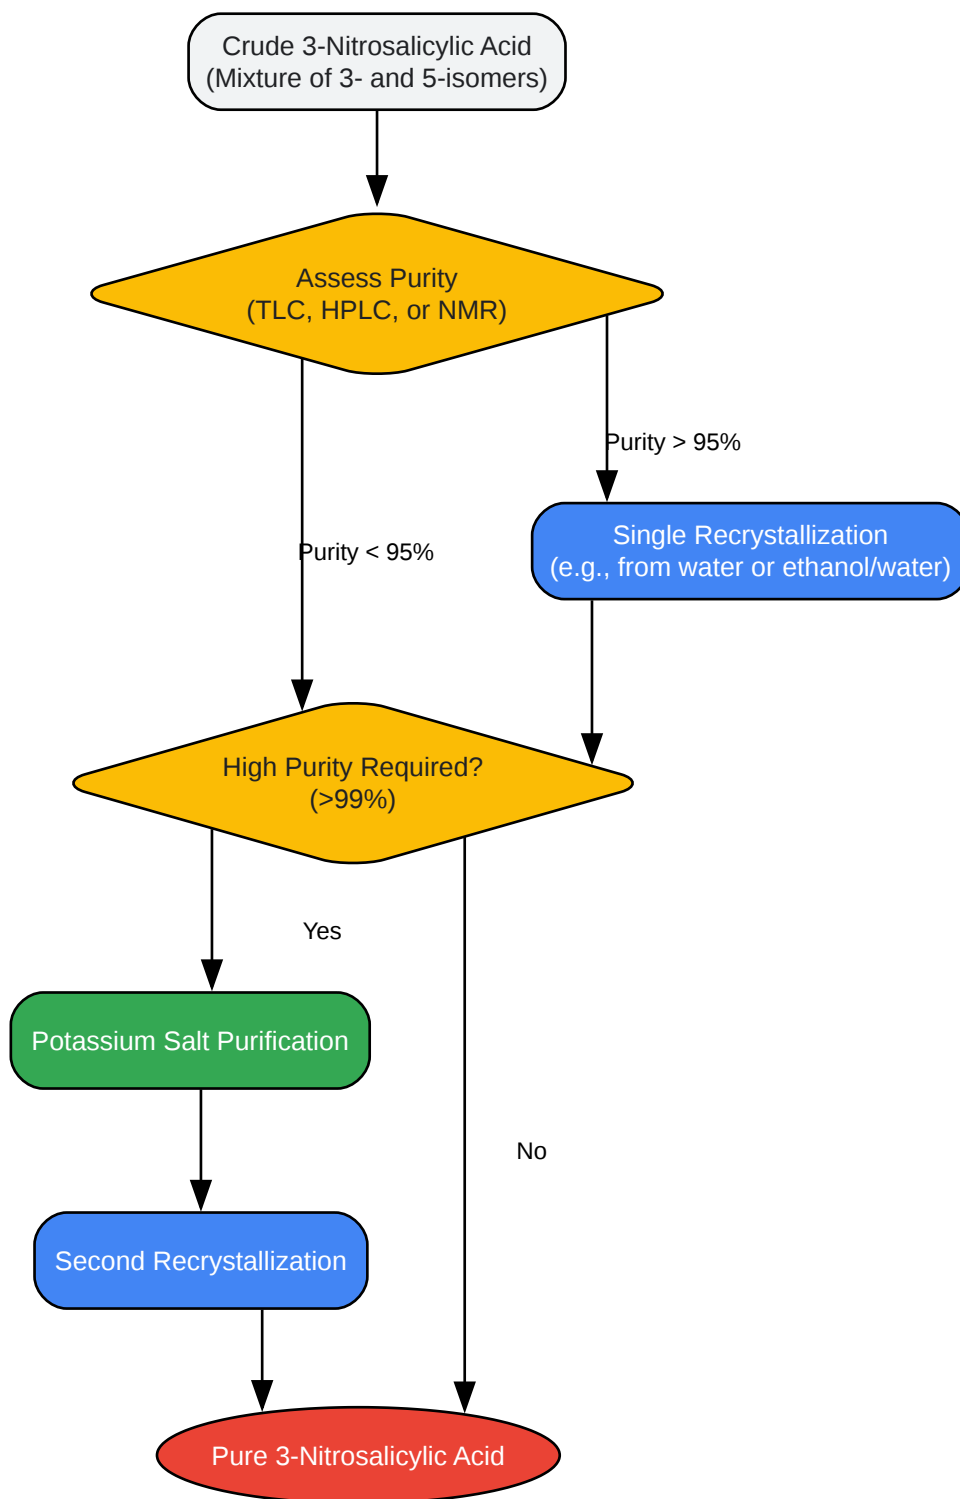 Crude 3-Nitrosalicylic Acid
(Mixture of 3- and 5-isomers)
Assess Purity
(TLC, HPLC, or NMR)
Purity > 95%
Single Recrystallization
(e.g., from water or ethanol/water)
Purity < 95%
High Purity Required?
(>99%)
Yes
Potassium Salt Purification
No
Second Recrystallization
Pure 3-Nitrosalicylic Acid